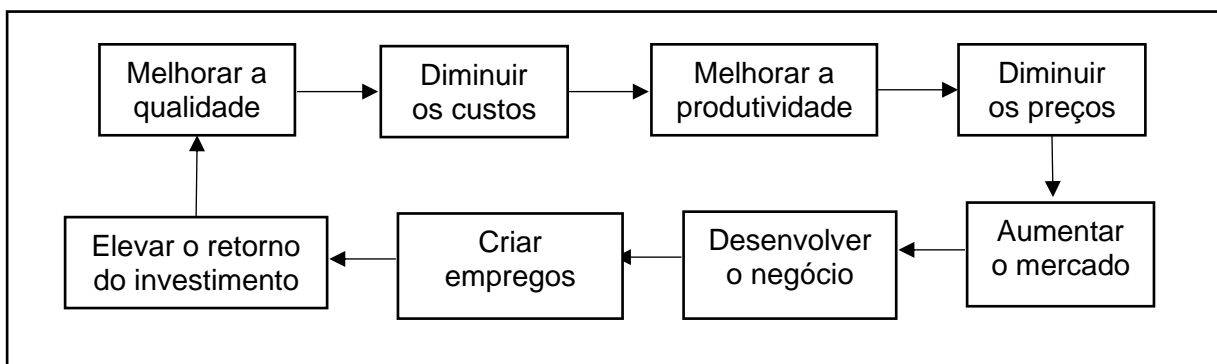 Melhorar a
qualidade
Diminuir
os custos
Melhorar a
produtividade
Diminuir
os preços
Aumentar
o mercado
Desenvolver
o negócio
Criar
empregos
Elevar o retorno
do investimento